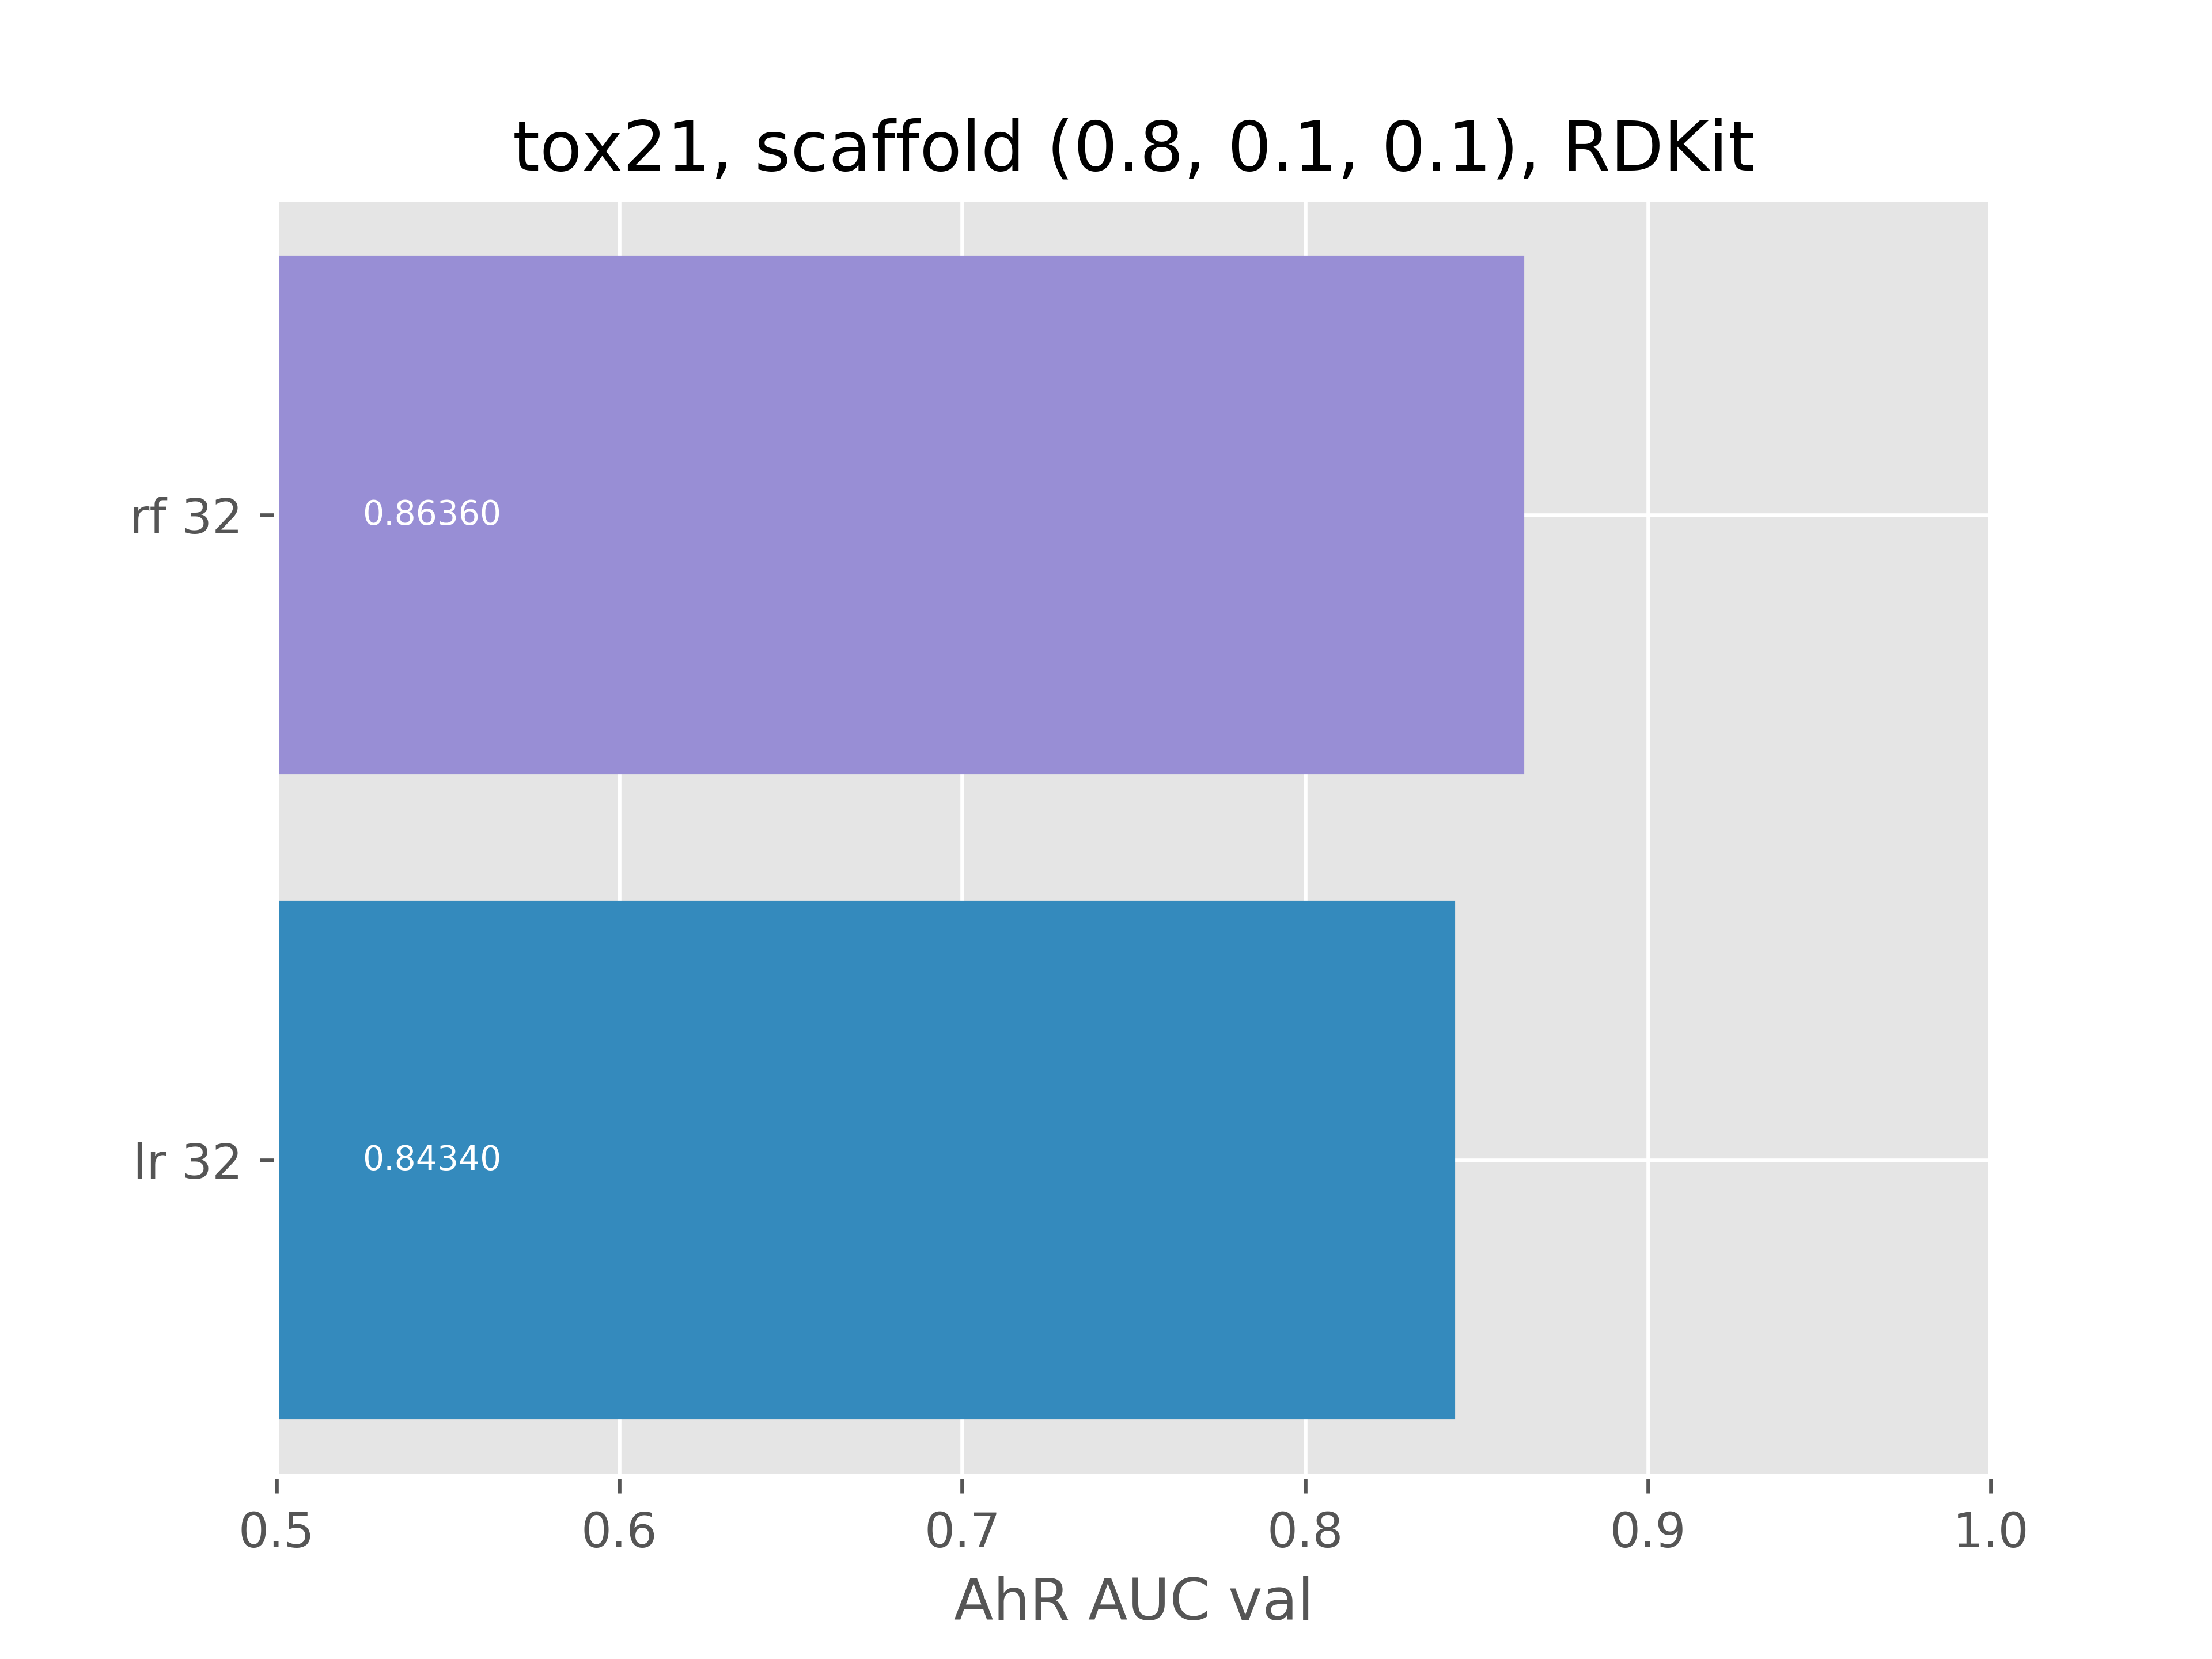 tox21, scaffold (0.8, 0.1, 0.1), RDKit
rf 32
0.86360
lr 32
0.84340
0.5 0.6 0.7 0.8 0.9 1.0
AhR AUC val